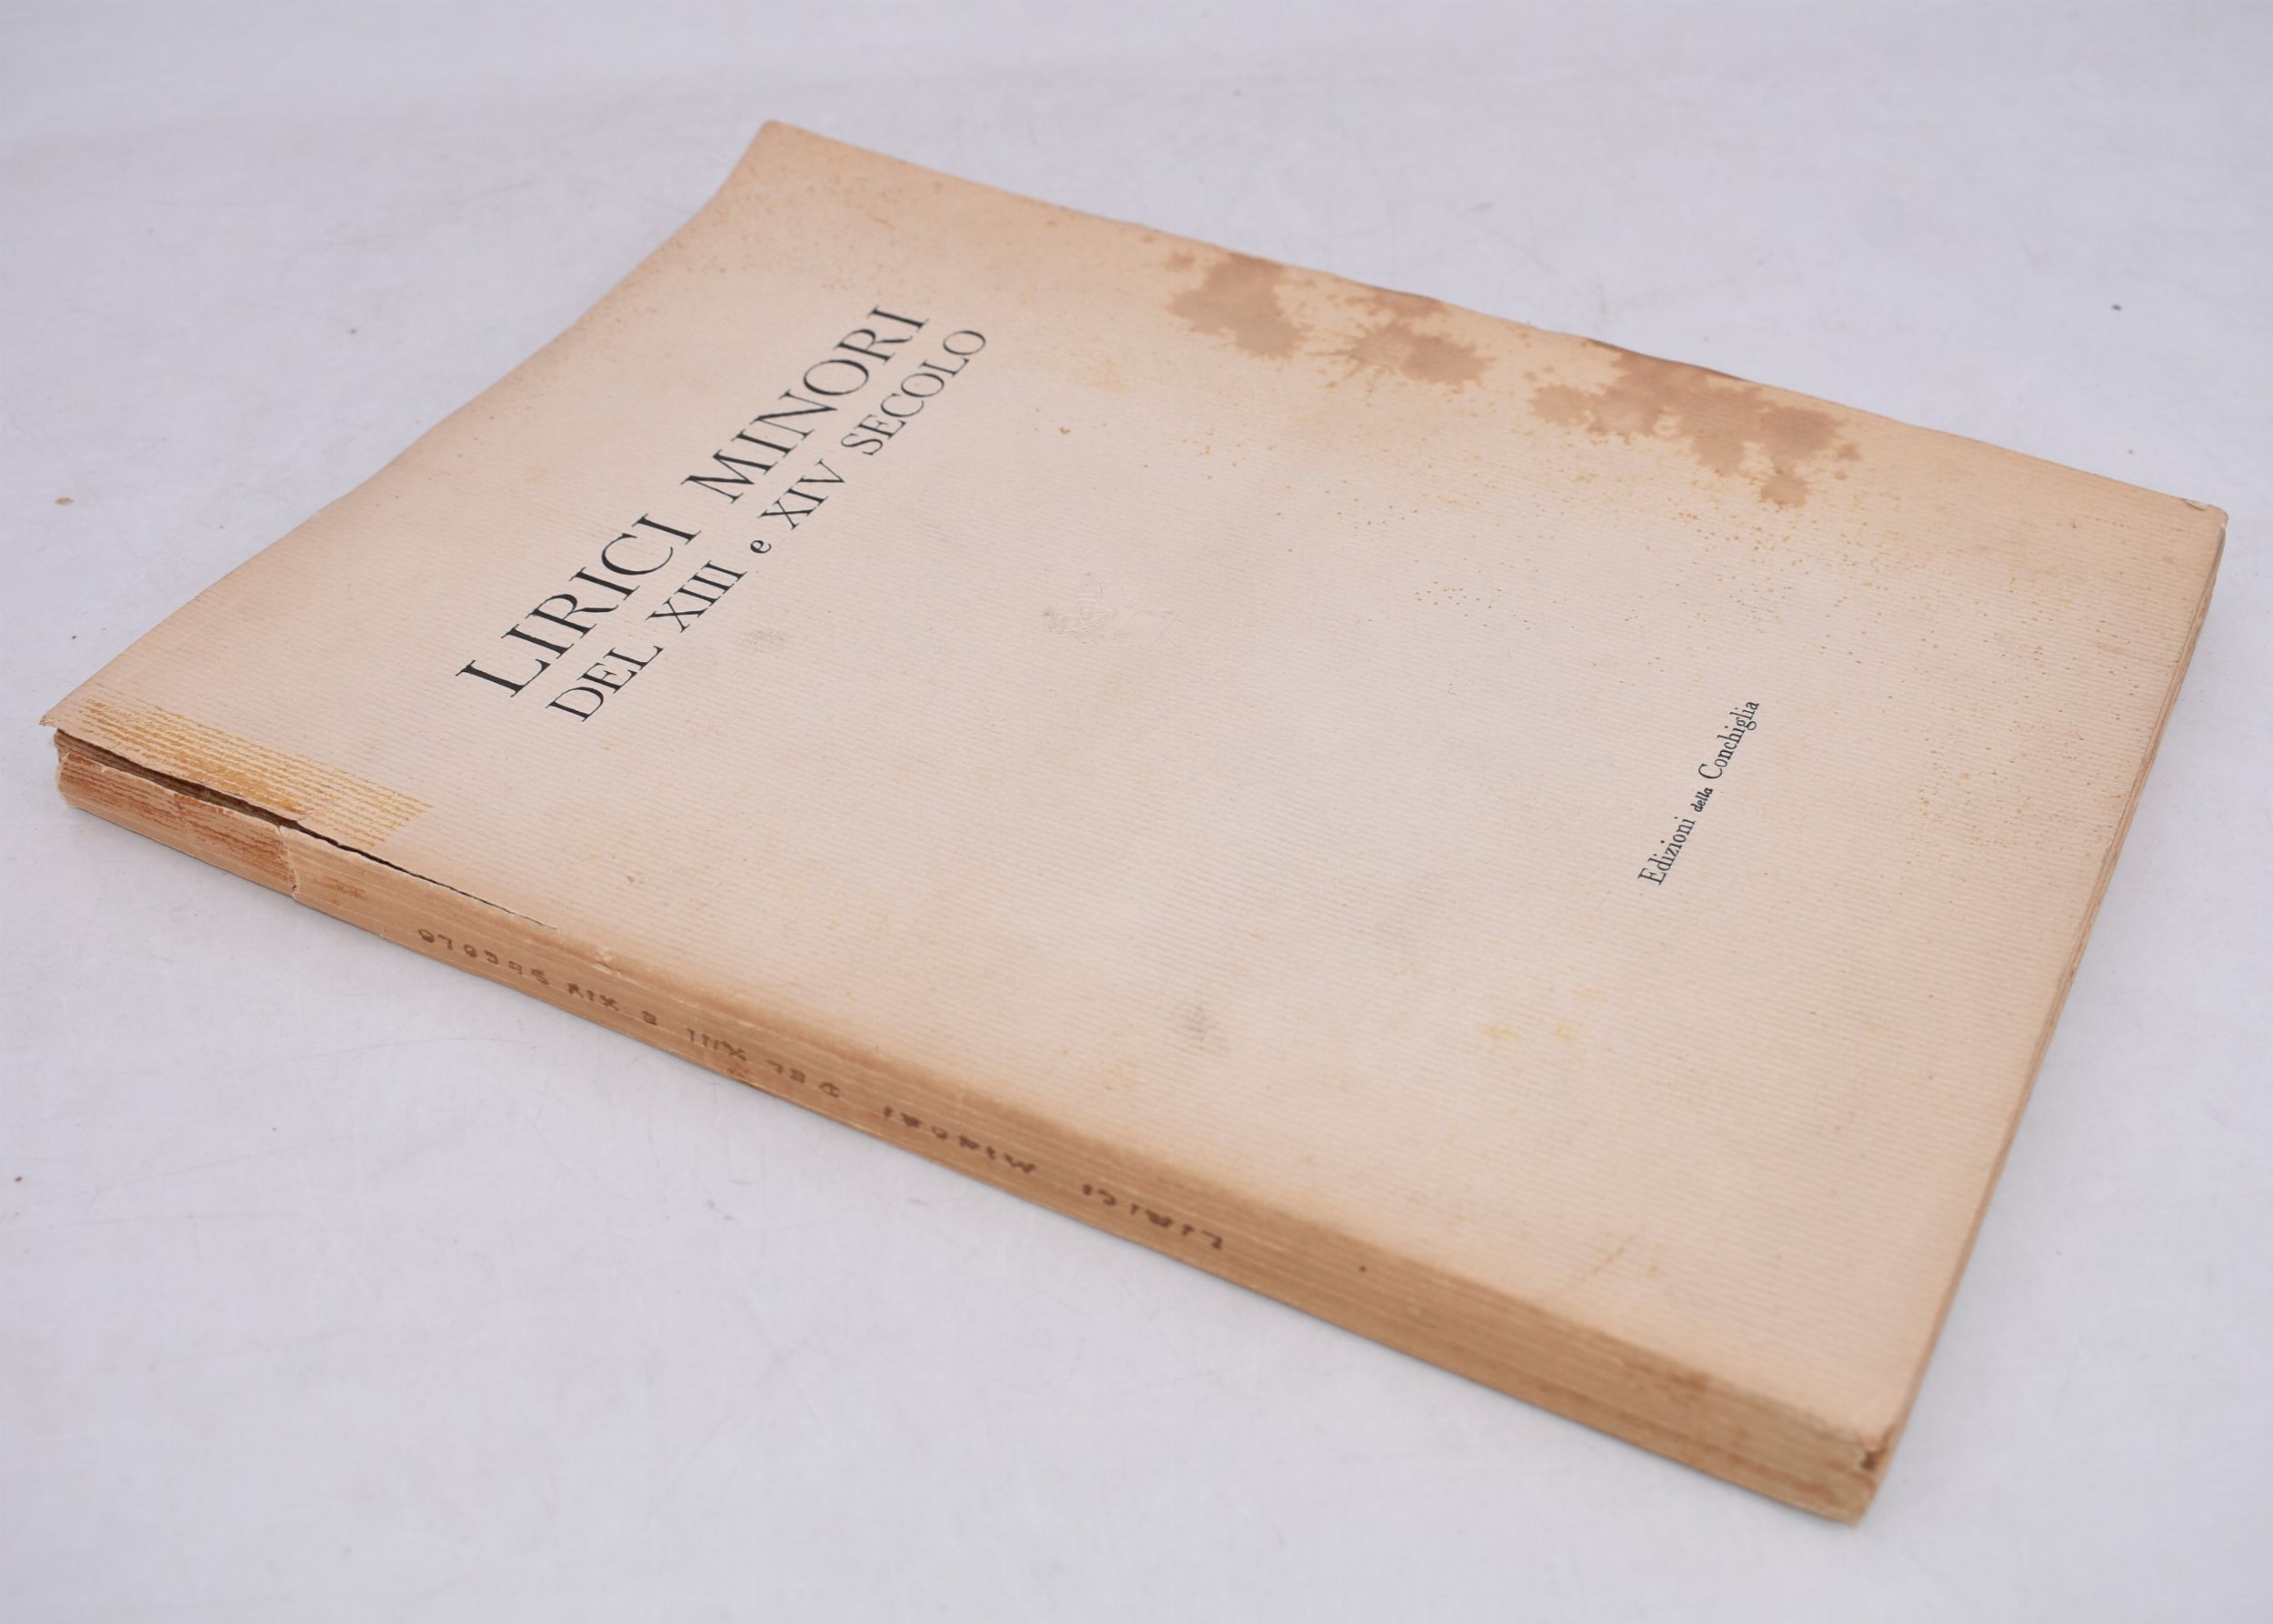 LIRICI MINORI
DEL XIII e XIV SECOLO
Edizioni della Conchiglia
LIRICI MINORI DEL XIII e XIV SECOLO